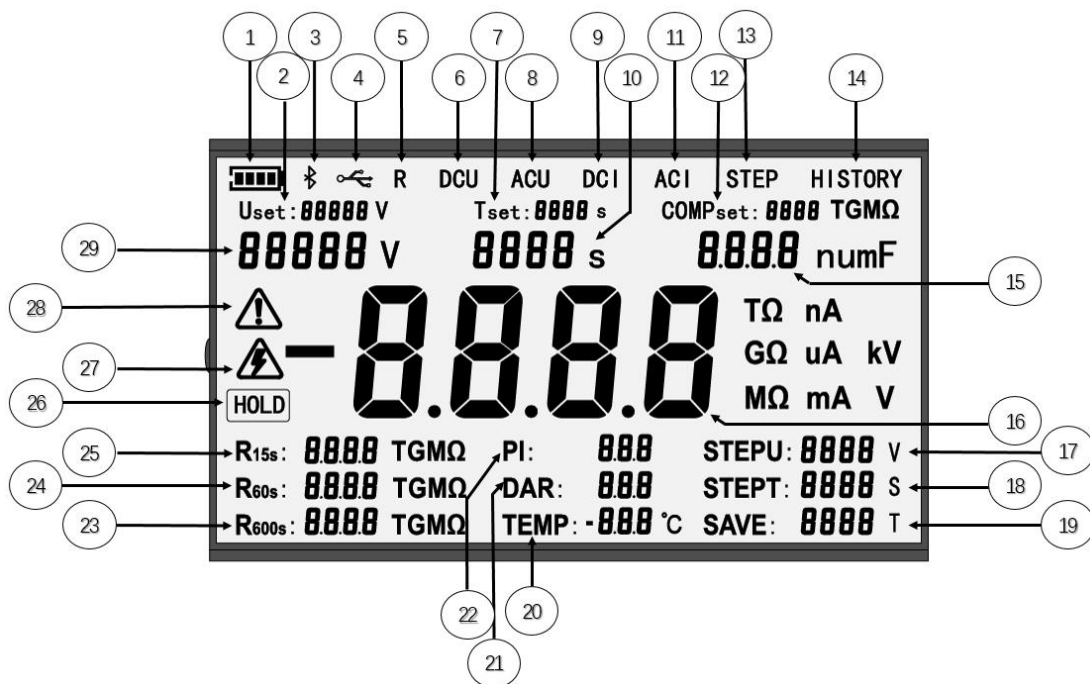 1 3 5 7 9 11 13
2 4 6 8 10 12 14
R DCU ACU DCI ACI STEP HISTORY
Uset: 88888 V Tset: 8888 s COMPset: 8888 TGMΩ
29 88888 V 8888 s 8.8.8.8 numF
15
28 TΩ nA
27 -8.8.8.8 GΩ uA kV
26 HOLD MΩ mA V
16
25 R15s: 8.8.8.8 TGMΩ PI: 8.8.8 STEPU: 8888 V 17
24 R60s: 8.8.8.8 TGMΩ DAR: 8.8.8 STEPT: 8888 S 18
23 R600s: 8.8.8.8 TGMΩ TEMP: -8.8.8 ℃ SAVE: 8888 T 19
22 20
21